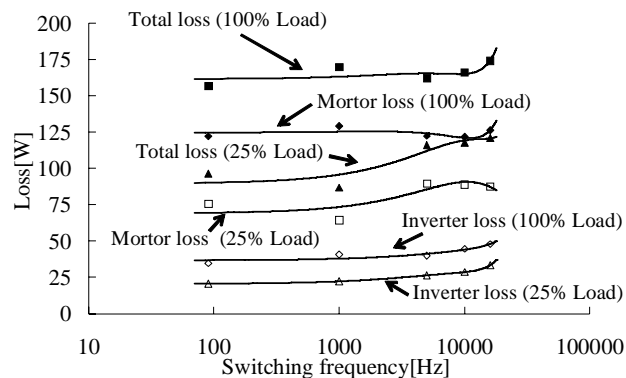 200
175
150
125
100
75
50
25
0
Loss[W]
Total loss (100% Load)
Mortor loss (100% Load)
Total loss (25% Load)
Mortor loss (25% Load)
Inverter loss (100% Load)
Inverter loss (25% Load)
10 100 1000 10000 100000
Switching frequency[Hz]